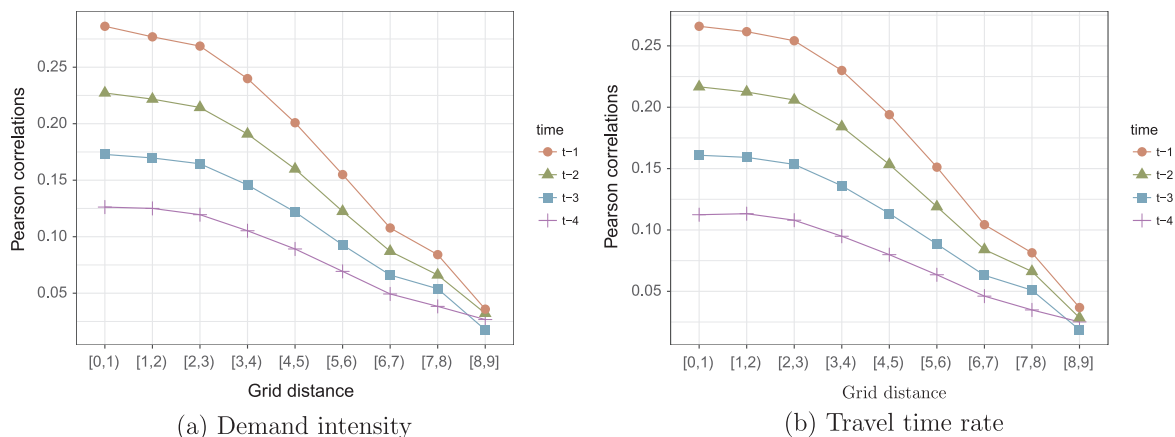 Pearson correlations
0.25
0.20
0.15
0.10
0.05
[0,1) [1,2) [2,3) [3,4) [4,5) [5,6) [6,7) [7,8) [8,9]
Grid distance
time
t−1
t−2
t−3
t−4
(a) Demand intensity
Pearson correlations
0.25
0.20
0.15
0.10
0.05
[0,1) [1,2) [2,3) [3,4) [4,5) [5,6) [6,7) [7,8) [8,9]
Grid distance
time
t−1
t−2
t−3
t−4
(b) Travel time rate